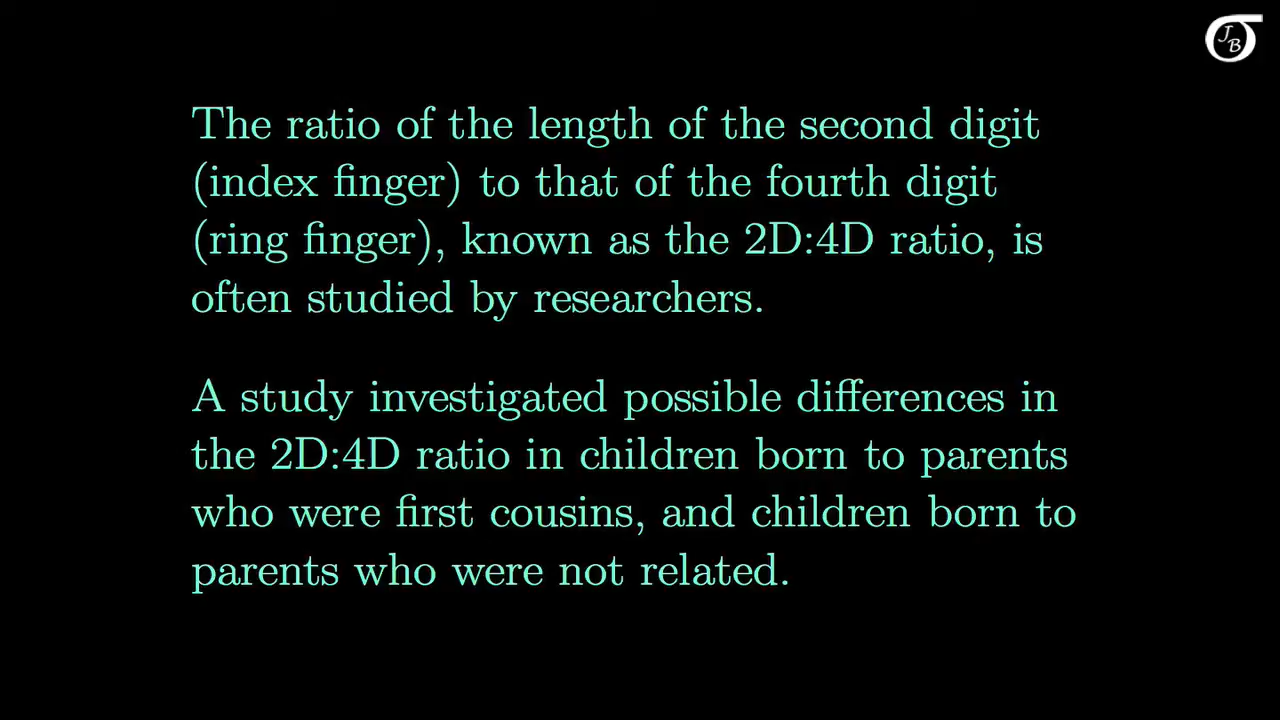 JB
The ratio of the length of the second digit
(index finger) to that of the fourth digit
(ring finger), known as the 2D:4D ratio, is
often studied by researchers.
A study investigated possible differences in
the 2D:4D ratio in children born to parents
who were first cousins, and children born to
parents who were not related.